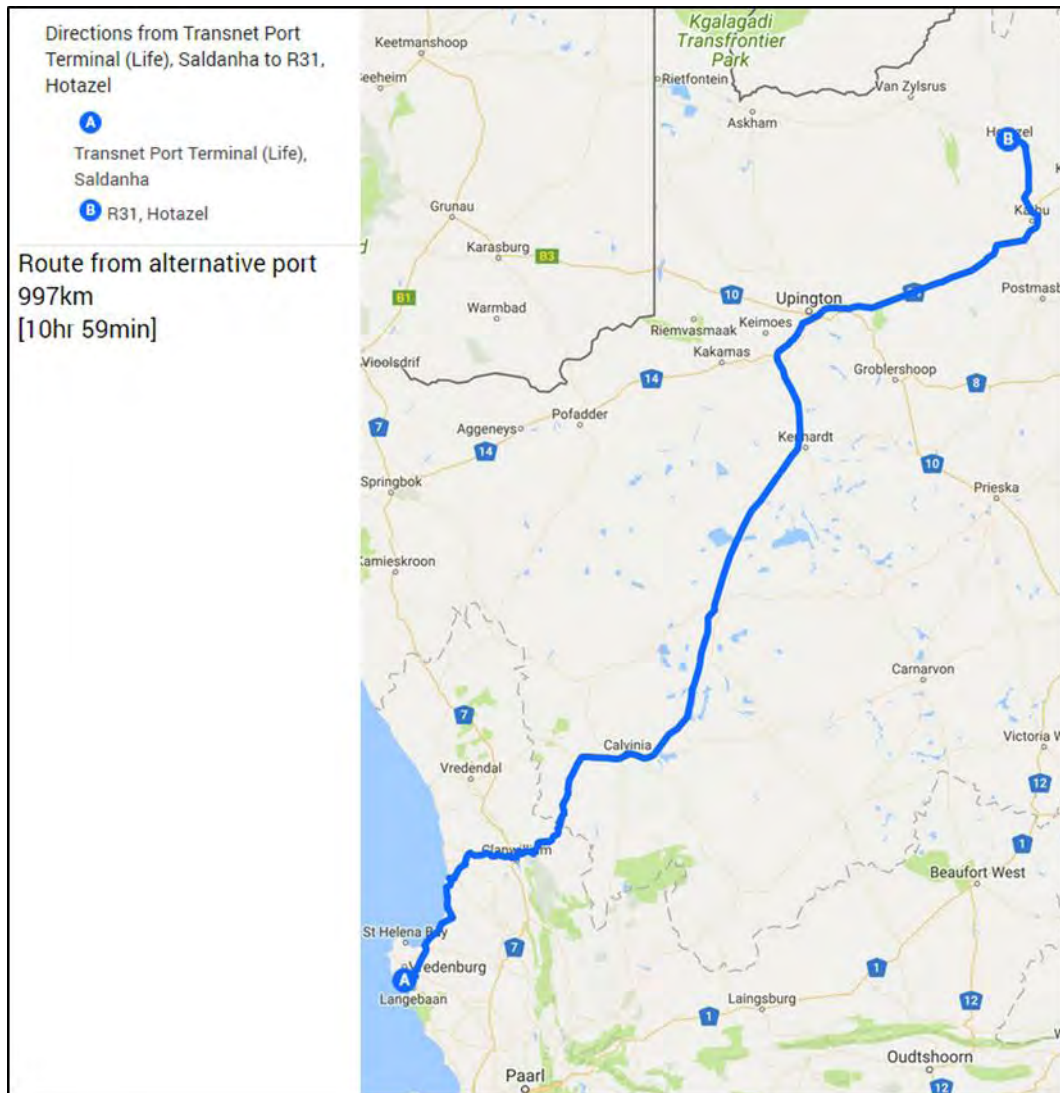 Directions from Transnet Port
Terminal (Life), Saldanha to R31,
Hotazel
A
Transnet Port Terminal (Life),
Saldanha
B R31, Hotazel
Route from alternative port
997km
[10hr 59min]
Kgalagadi
Transfrontier
Park
Keetmanshoop
Seeheim
Rietfontein
Van Zylsrus
Askham
B
Grunau
Karasburg
B3
B1
Warmbad
10
Upington
Postmasb
Riemvasmaak
Keimoes
Vioolsdrif
Kakamas
Groblershoop
14
8
7
Pofadder
Aggeneys
14
Kenhardt
10
Springbok
Prieska
Kamieskroon
Carnarvon
7
Calvinia
Victoria W
Vredendal
12
Clanwilliam
1
Beaufort West
St Helena Bay
7
Vredenburg
1
A
Langebaan
12
Laingsburg
1
Oudtshoorn
Paarl
12